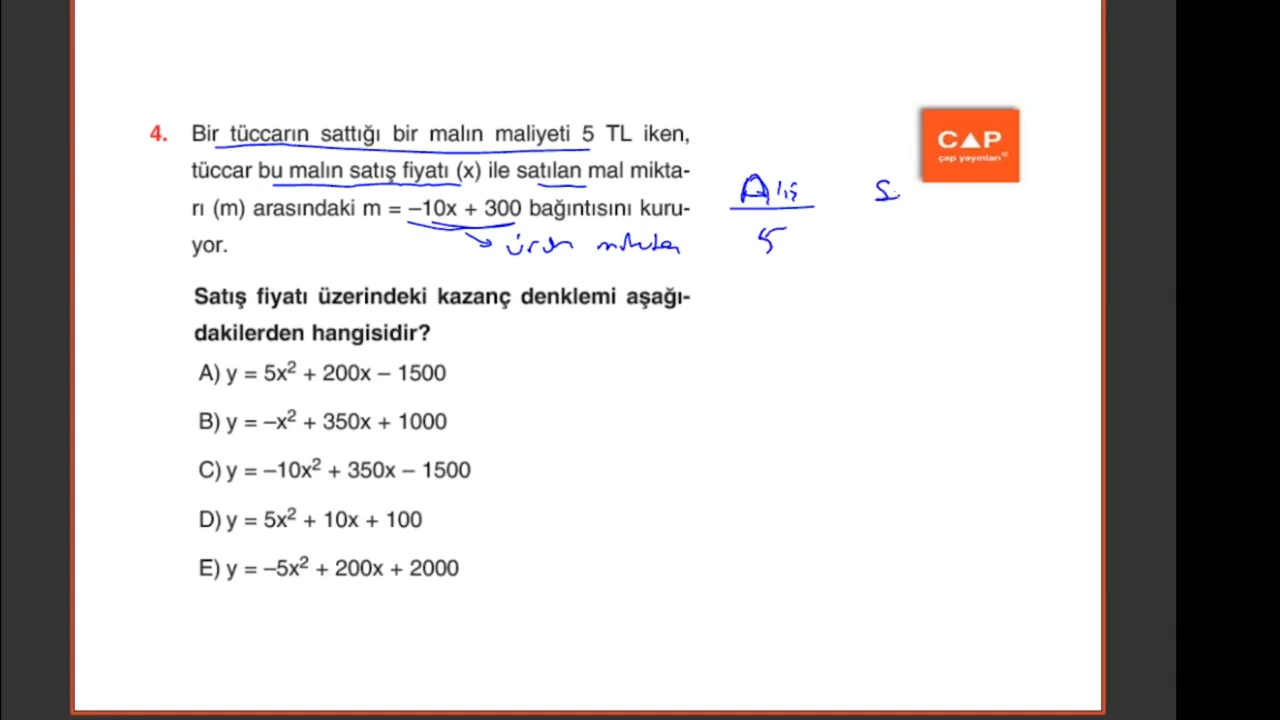 4. Bir tüccarın sattığı bir malın maliyeti 5 TL iken,
tüccar bu malın satış fiyatı (x) ile satılan mal mikta-
rı (m) arasındaki m = –10x + 300 bağıntısını kuru-
yor.
ürün miktarı
Satış fiyatı üzerindeki kazanç denklemi aşağı-
dakilerden hangisidir?
A) y = 5x² + 200x – 1500
B) y = –x² + 350x + 1000
C) y = –10x² + 350x – 1500
D) y = 5x² + 10x + 100
E) y = –5x² + 200x + 2000
Alış S
5
ÇAP
çap yayınları®